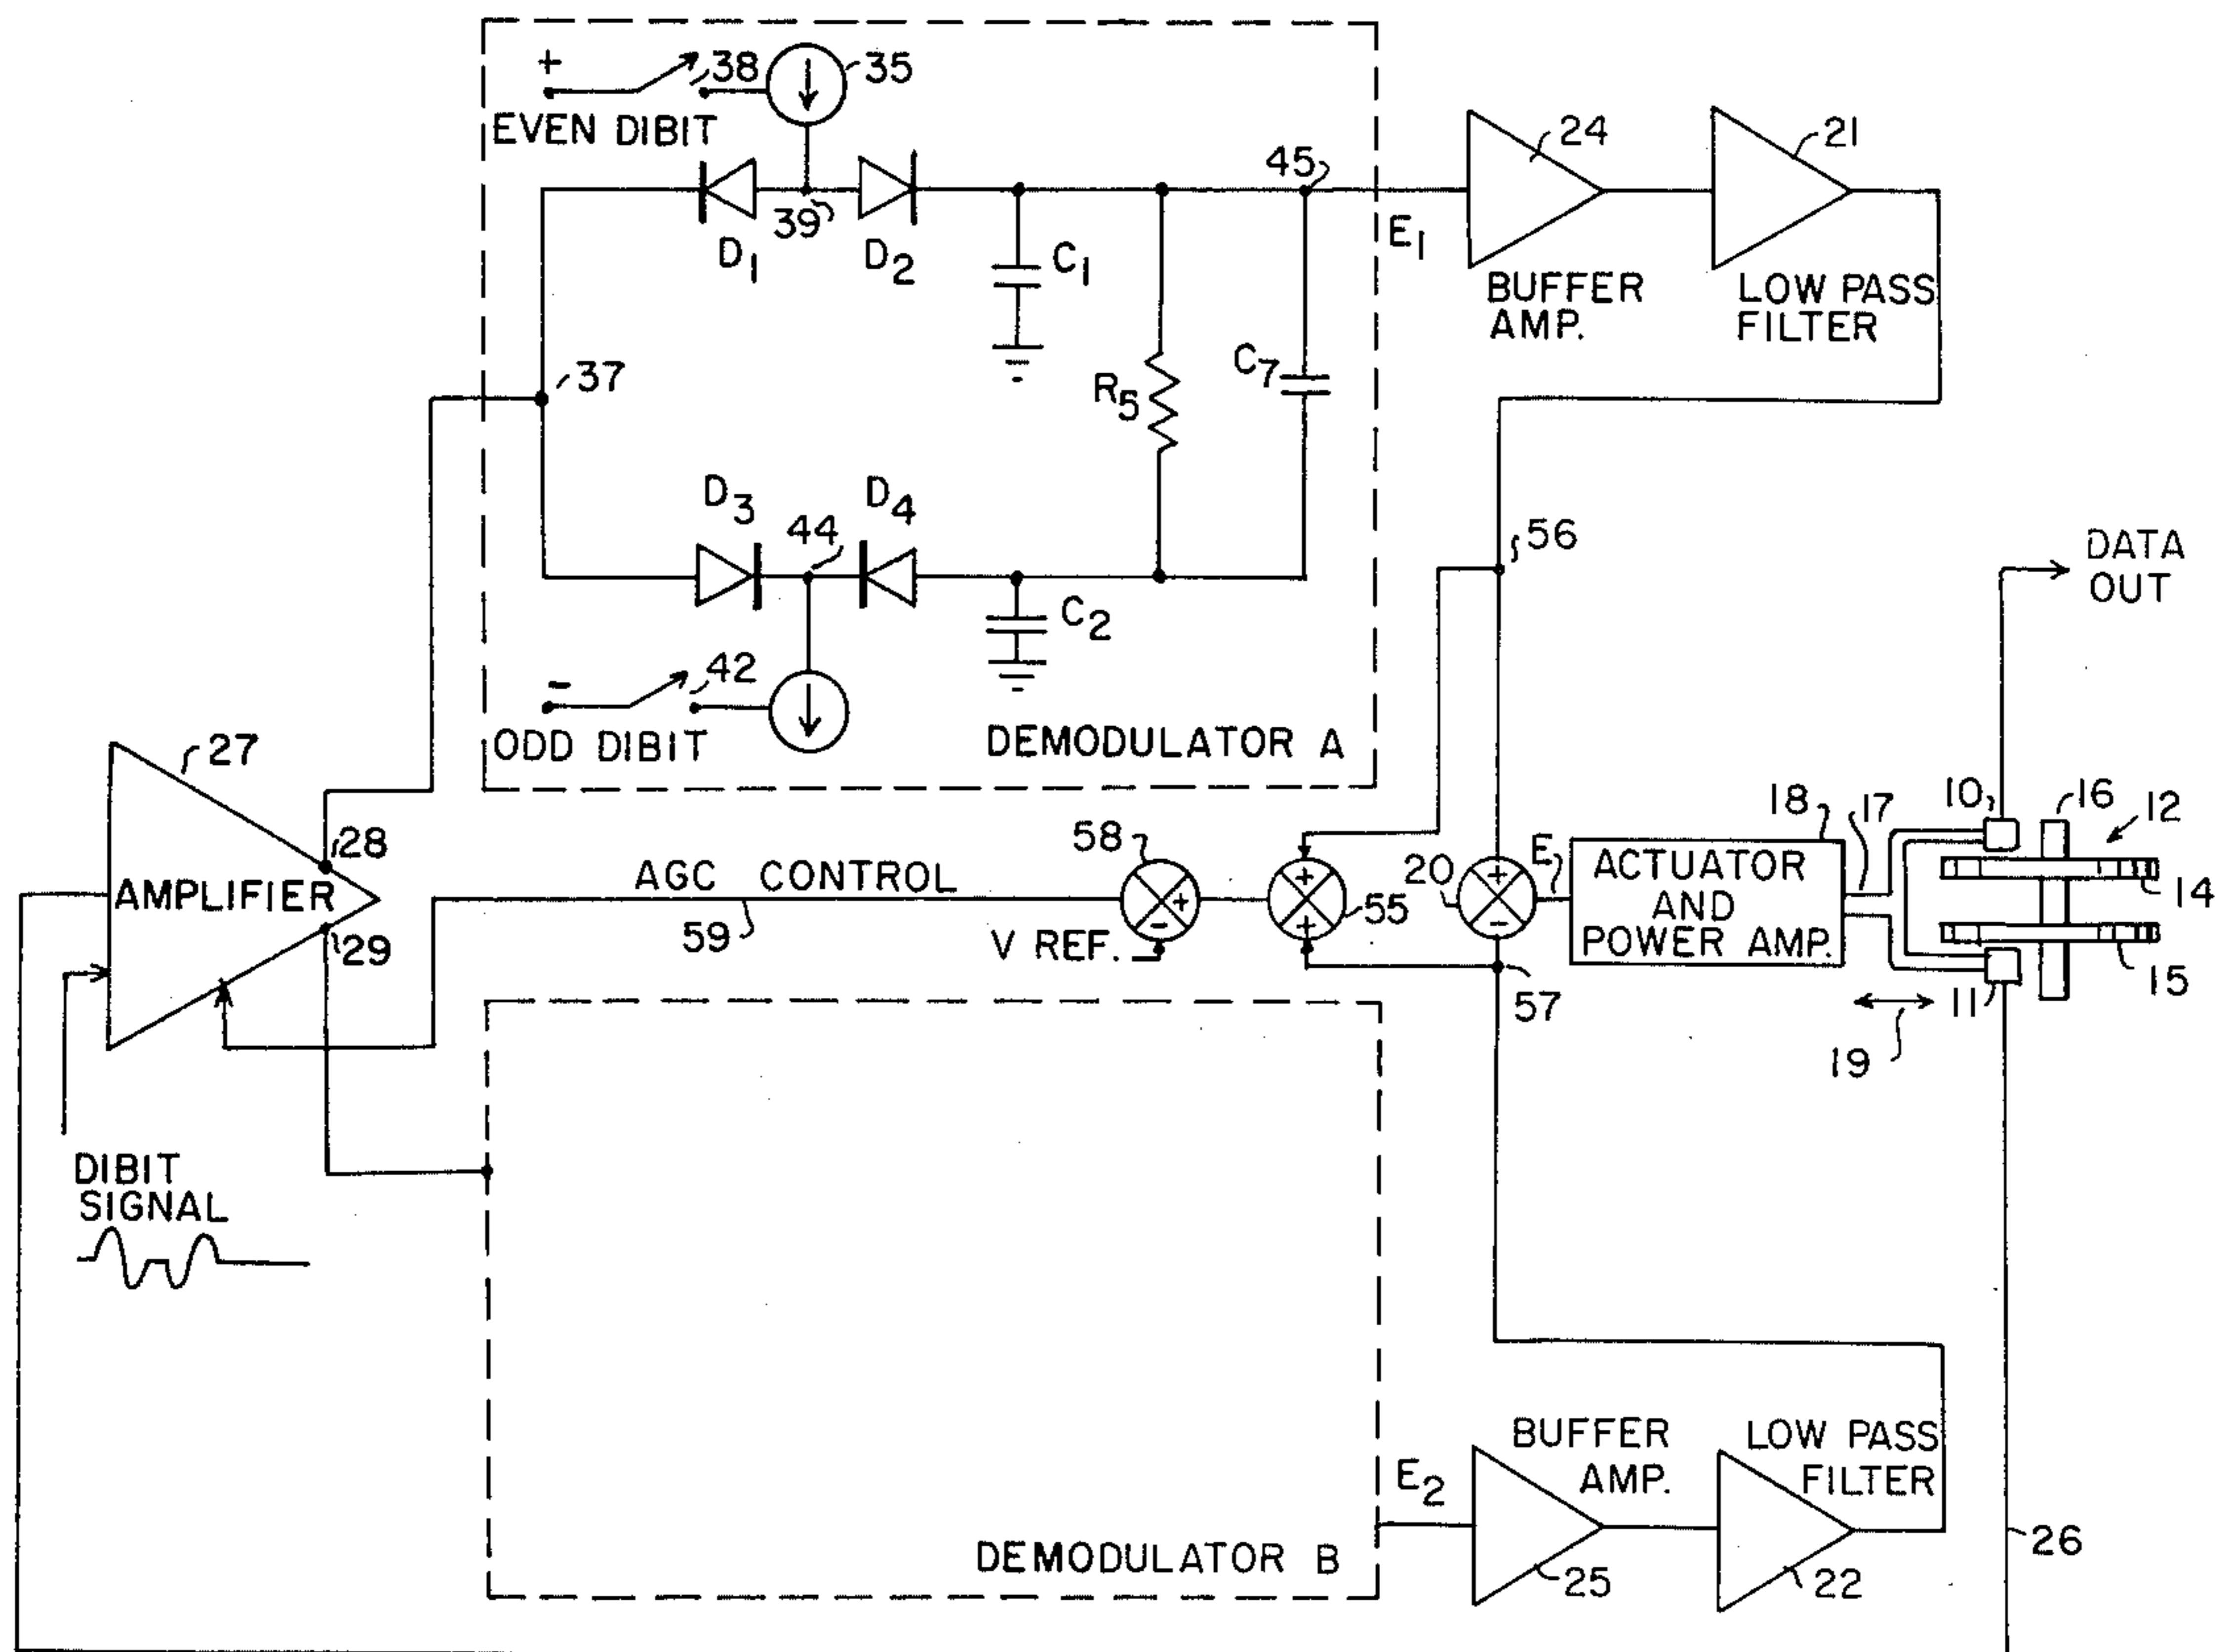 +
38
35
EVEN DIBIT
39
D1
D2
C1
45
E1
24
BUFFER
AMP.
21
LOW PASS
FILTER
37
R5
C7
D3
44
D4
C2
-
42
ODD DIBIT
DEMODULATOR A
56
DATA
OUT
27
28
AMPLIFIER
29
AGC CONTROL
59
58
+
-
V REF.
+
+
55
20
+
-
E
57
18
ACTUATOR
AND
POWER AMP.
17
10
16
12
14
15
11
19
DIBIT
SIGNAL
DEMODULATOR B
E2
BUFFER
AMP.
25
LOW PASS
FILTER
22
26